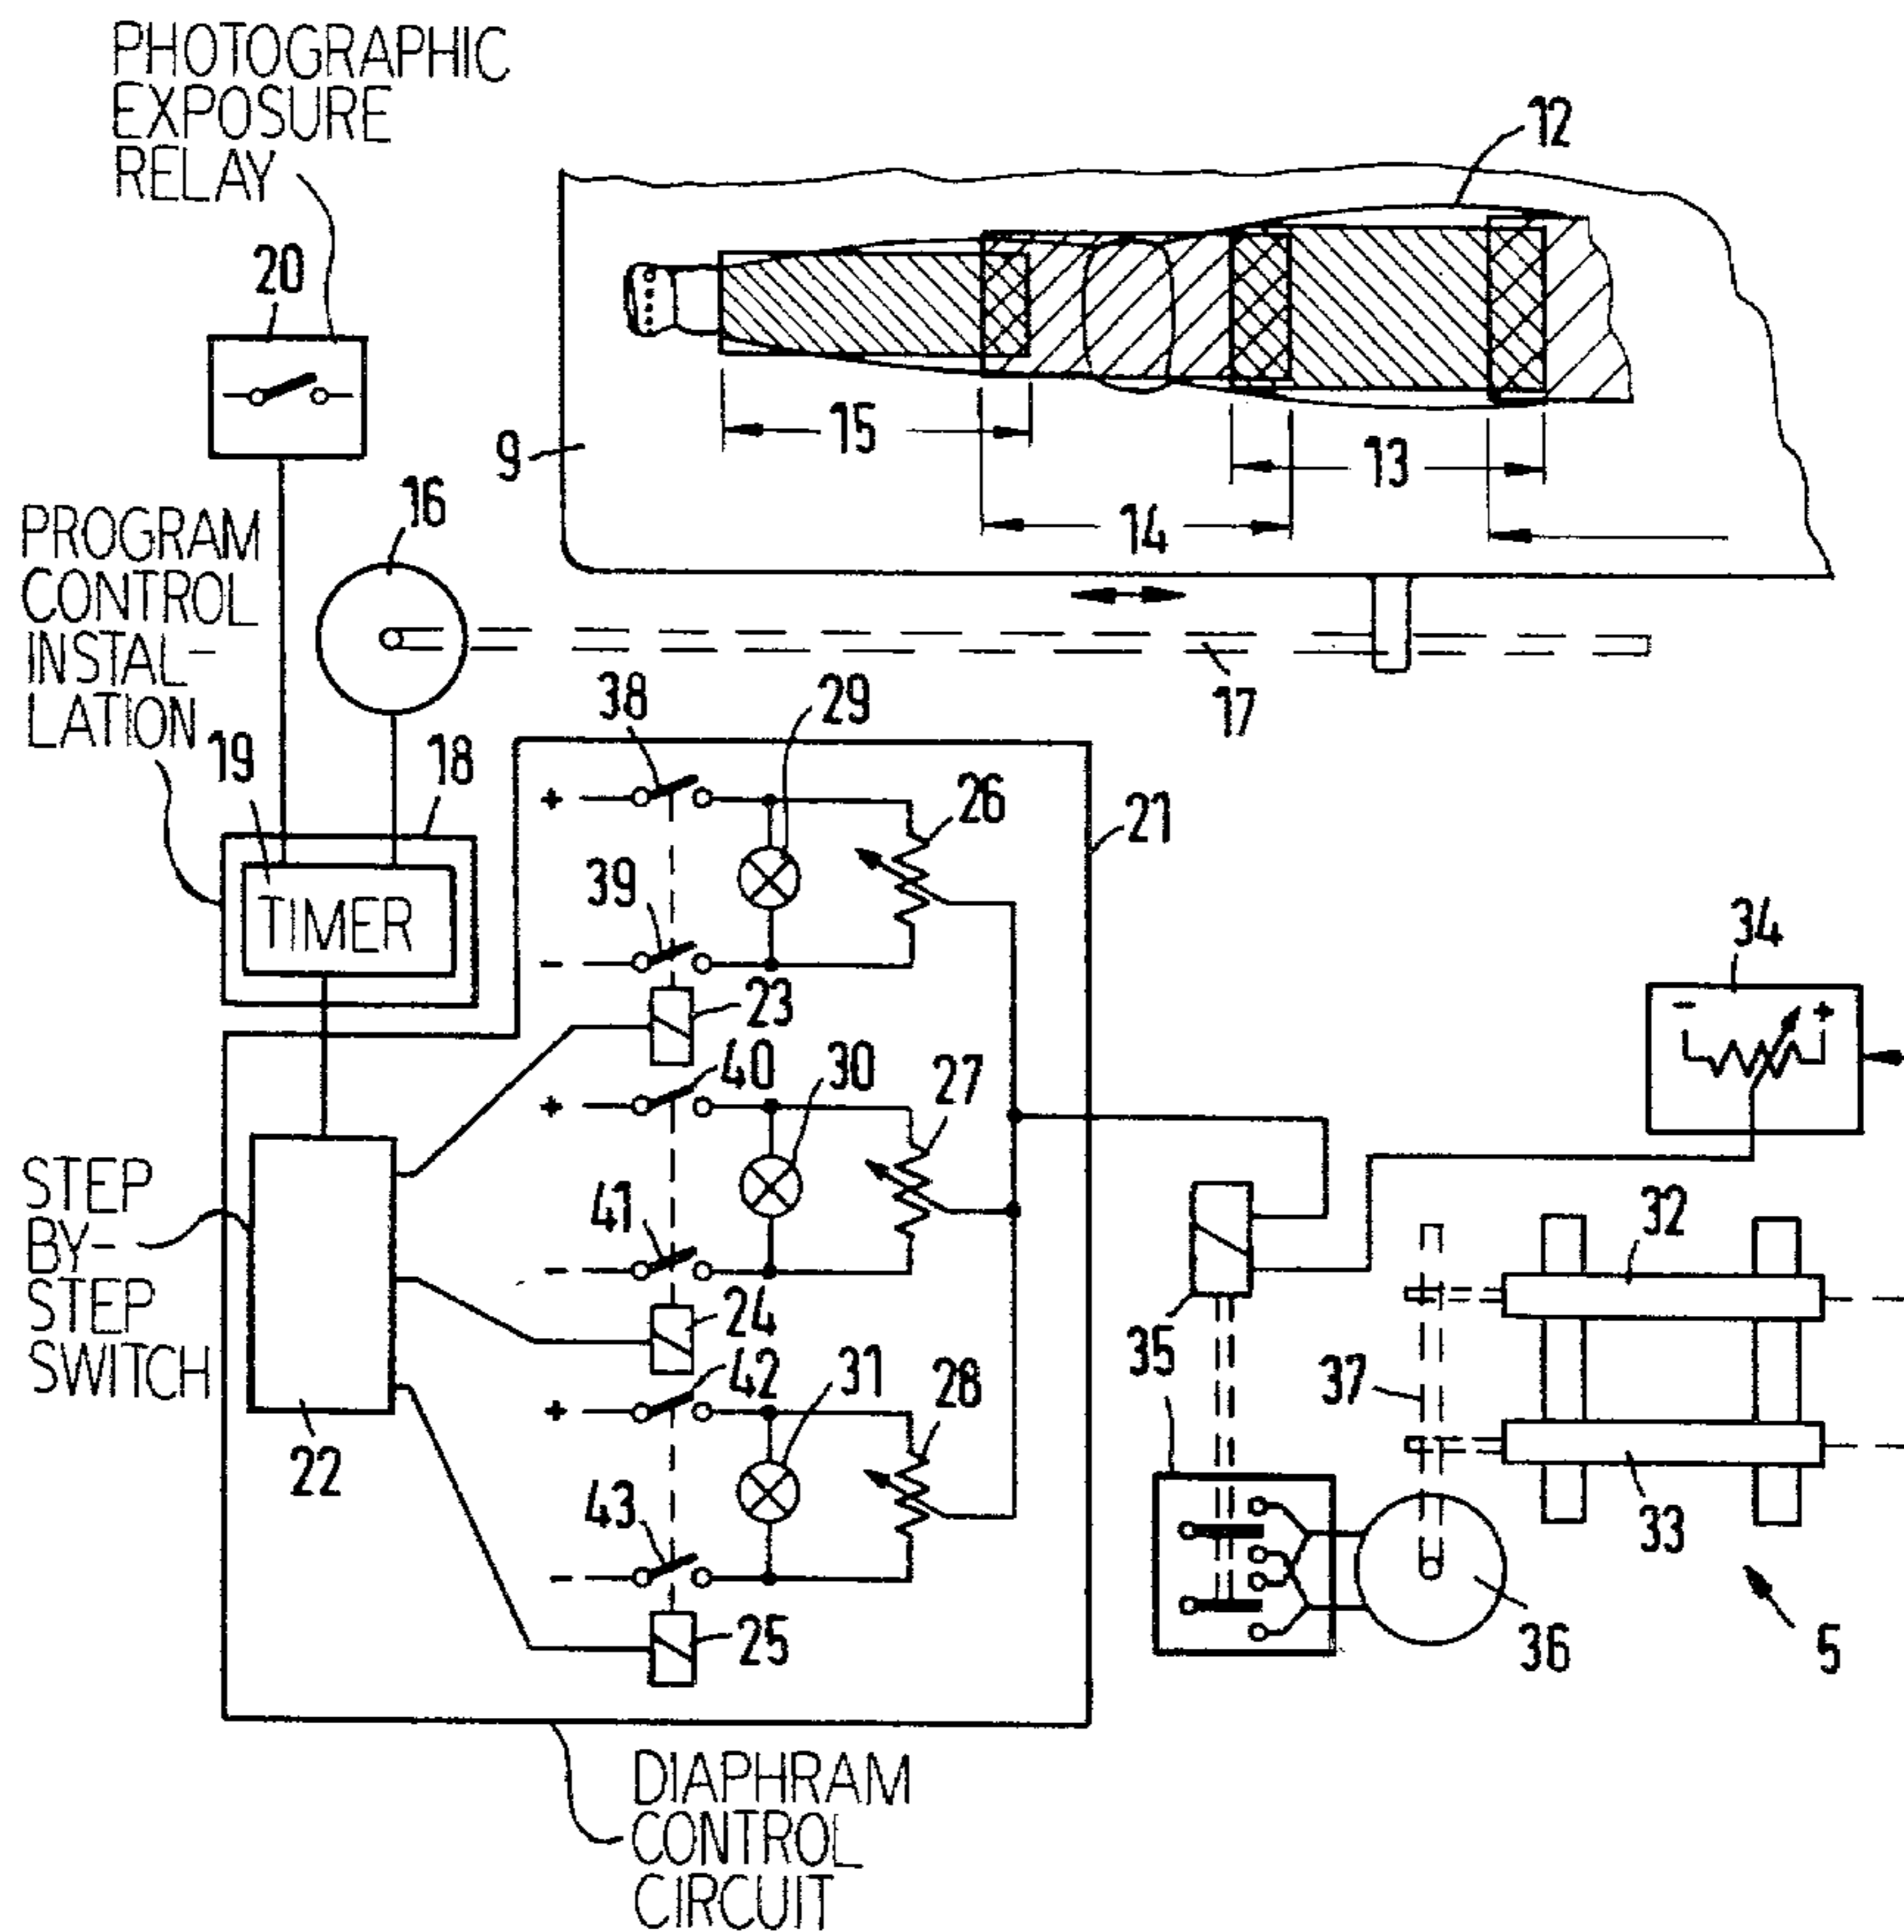 PHOTOGRAPHIC
EXPOSURE
RELAY
12
20
15
9
13
14
16
PROGRAM
CONTROL
INSTAL-
LATION
17
38
29
19
18
26
21
+
39
TIMER
-
34
- +
23
40
30
27
+
STEP
BY-
STEP
SWITCH
32
41
-
24
35
37
42
31
28
+
22
33
43
-
25
36
5
DIAPHRAM
CONTROL
CIRCUIT